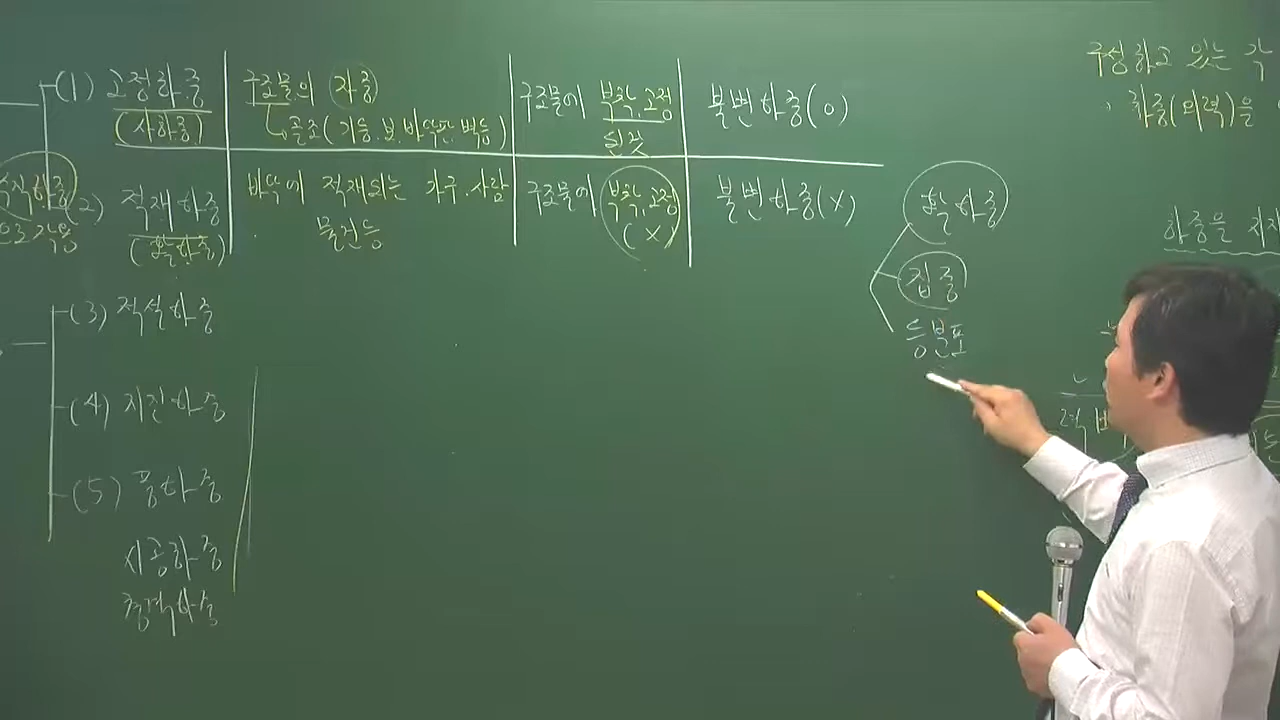 (1) 고정하중 구조물의 자중 구조물에 부착,고정 불변하중(O)
(사하중) 골조(기둥.보.바닥판.벽등) 된것
(2) 적재하중 바닥에 적재되는 가구.사람 구조물에 부착,고정 불변하중(X)
(활하중) 물건등 (X)
(3) 적설하중
(4) 지진하중
(5) 풍하중
시공하중
충격하중
활하중
집중
등분포
구성하고 있는 각
하중(외력)을
하중을